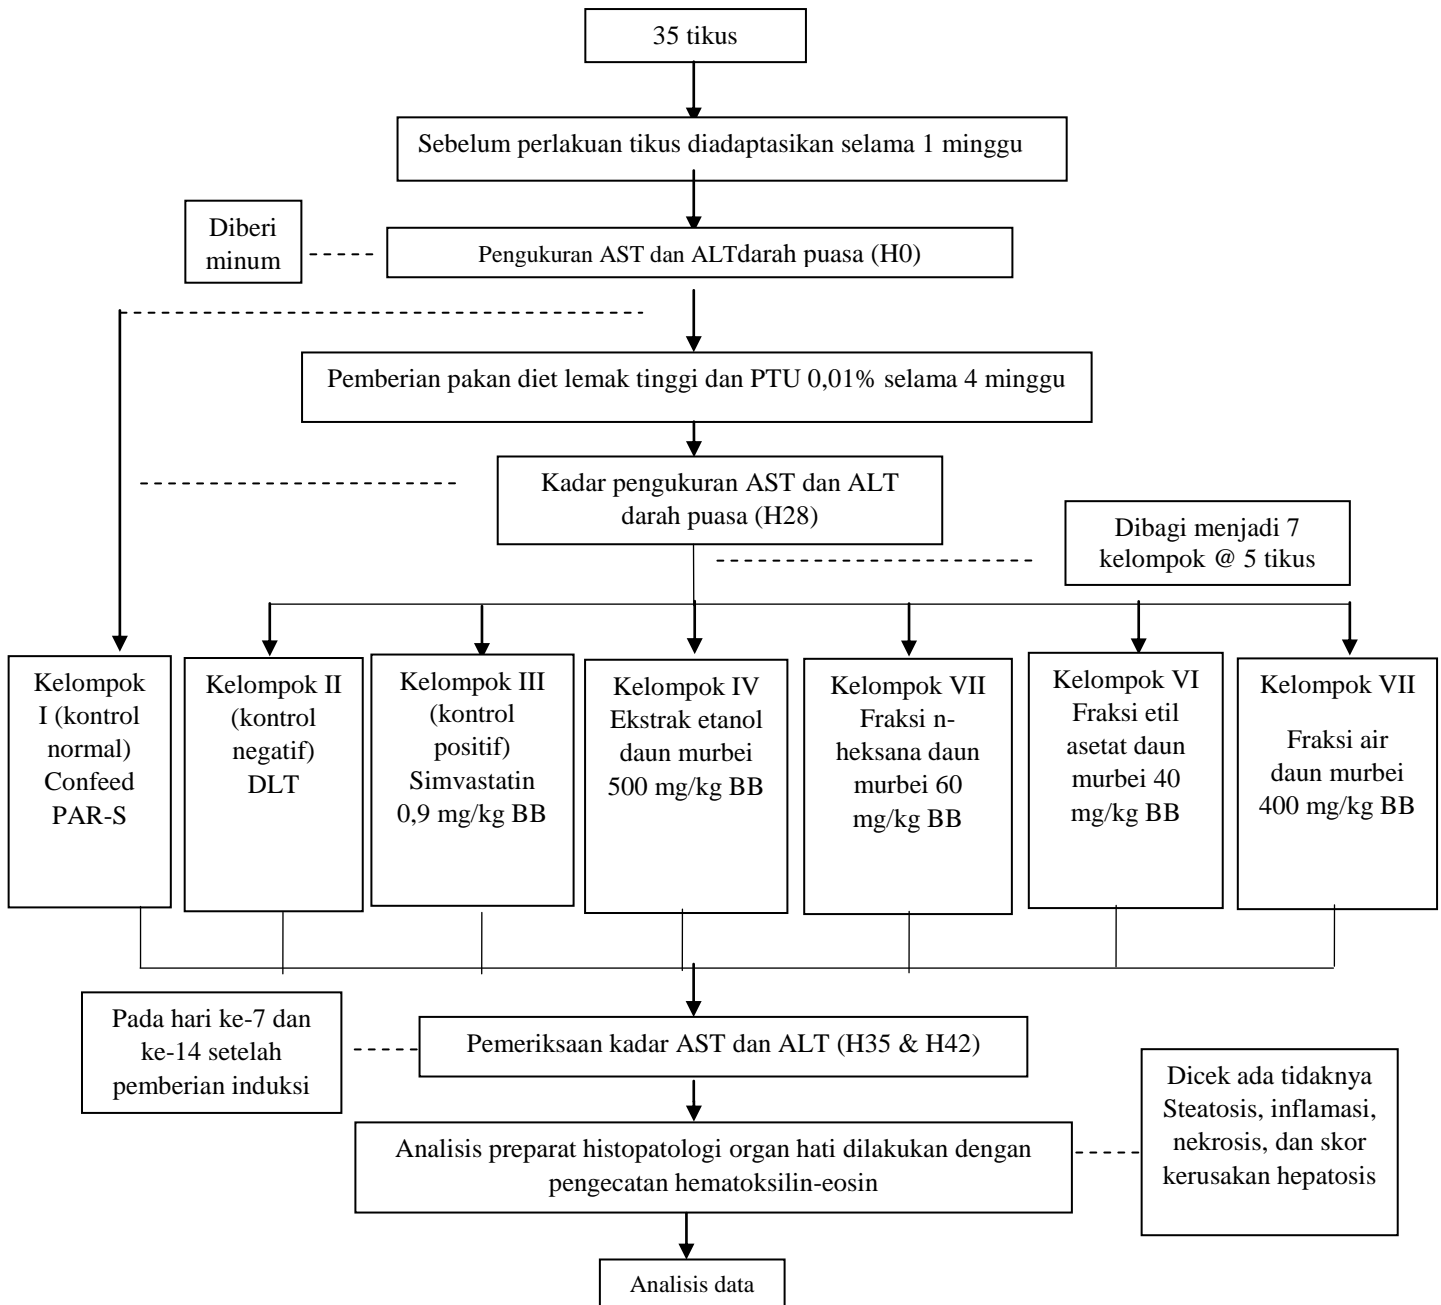 35 tikus
Sebelum perlakuan tikus diadaptasikan selama 1 minggu
Diberi
minum
Pengukuran AST dan ALTdarah puasa (H0)
Pemberian pakan diet lemak tinggi dan PTU 0,01% selama 4 minggu
Kadar pengukuran AST dan ALT
darah puasa (H28)
Dibagi menjadi 7
kelompok @ 5 tikus
Kelompok
I (kontrol
normal)
Confeed
PAR-S
Kelompok II
(kontrol
negatif)
DLT
Kelompok III
(kontrol
positif)
Simvastatin
0,9 mg/kg BB
Kelompok IV
Ekstrak etanol
daun murbei
500 mg/kg BB
Kelompok VII
Fraksi n-
heksana daun
murbei 60
mg/kg BB
Kelompok VI
Fraksi etil
asetat daun
murbei 40
mg/kg BB
Kelompok VII
Fraksi air
daun murbei
400 mg/kg BB
Pada hari ke-7 dan
ke-14 setelah
pemberian induksi
Pemeriksaan kadar AST dan ALT (H35 & H42)
Dicek ada tidaknya
Steatosis, inflamasi,
nekrosis, dan skor
kerusakan hepatosis
Analisis preparat histopatologi organ hati dilakukan dengan
pengecatan hematoksilin-eosin
Analisis data